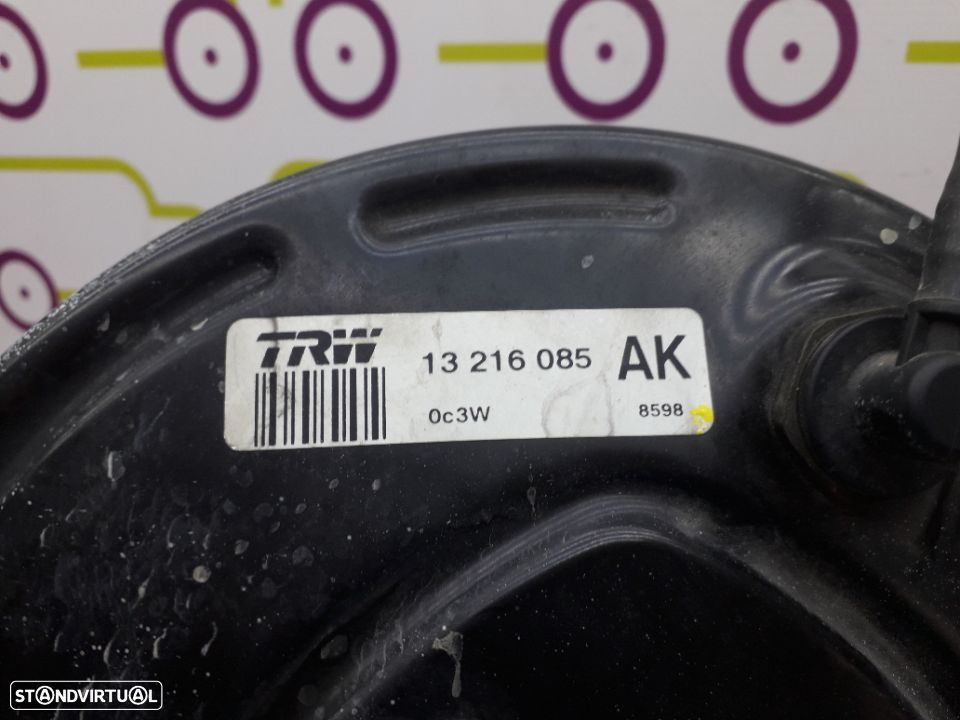 TRW 13 216 085 AK
0c3W 8598
STANDVIRTUAL